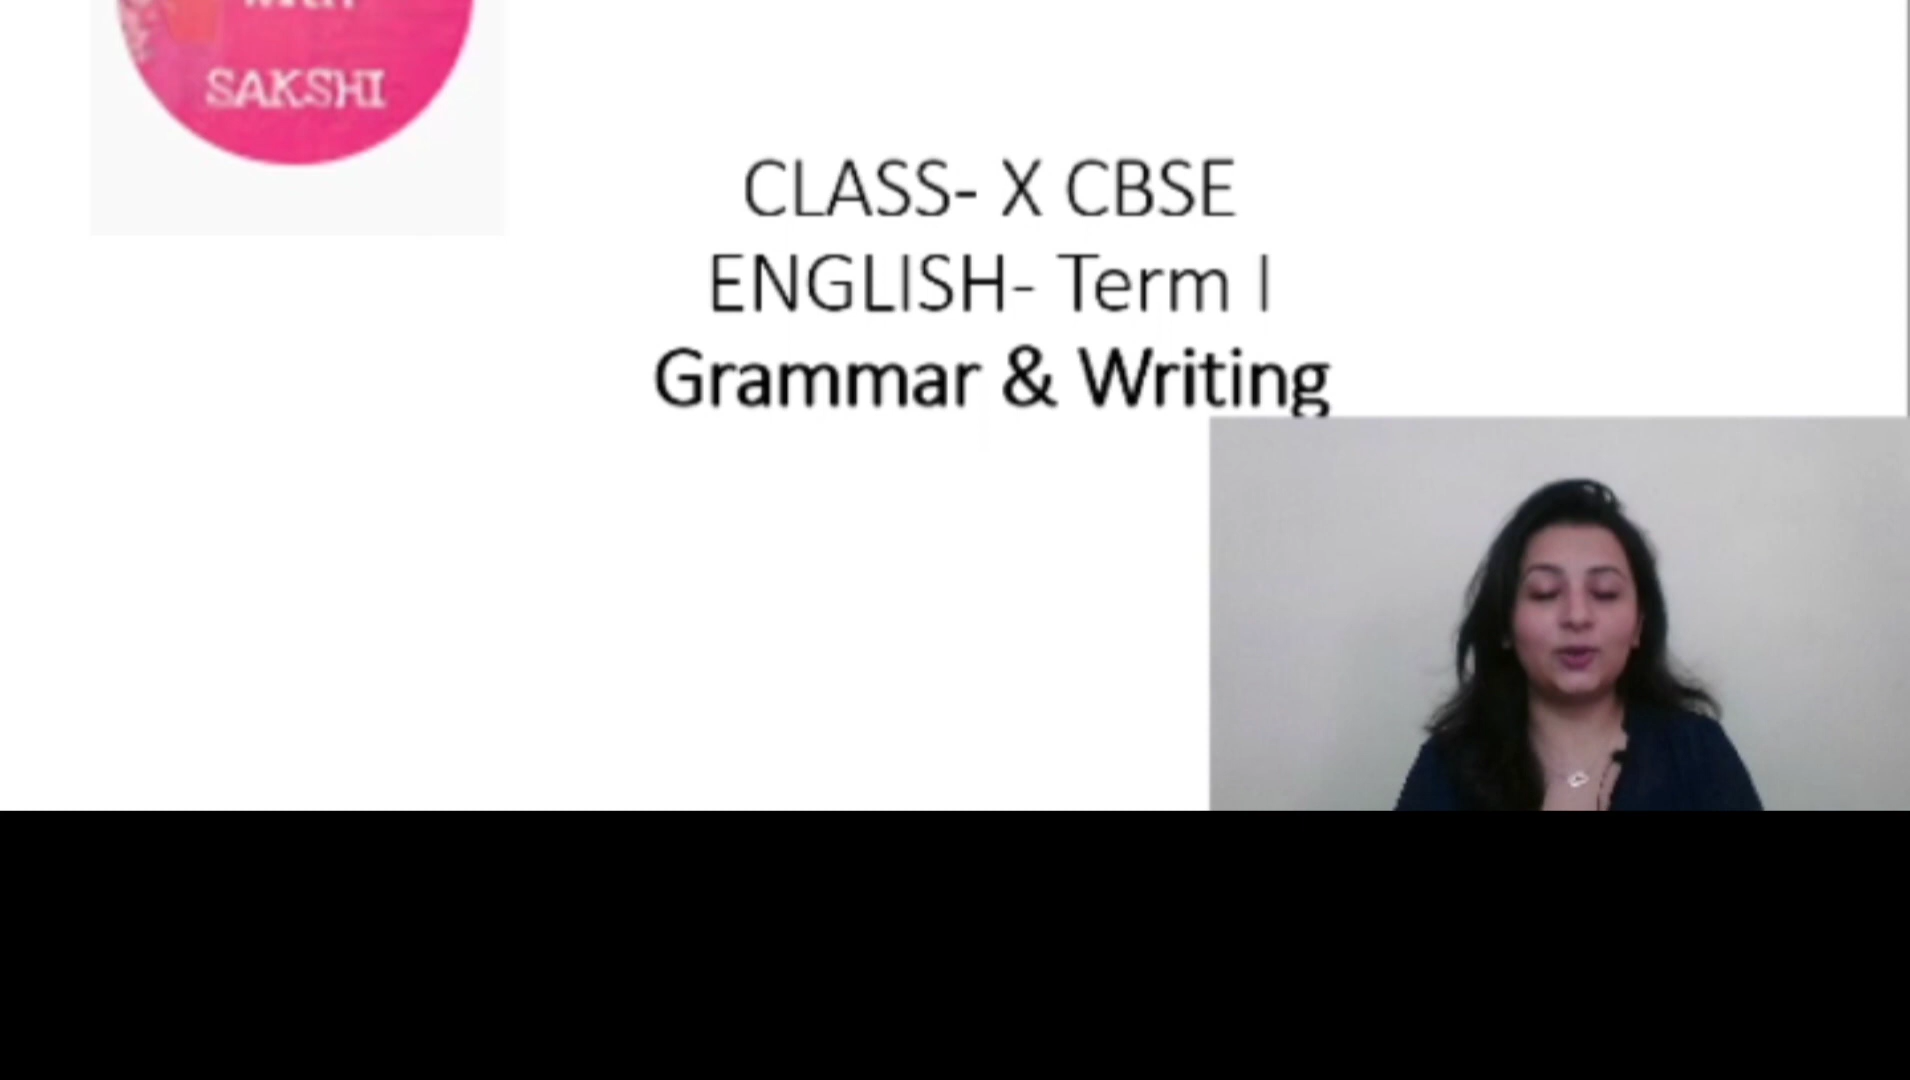 SAKSHI
CLASS- X CBSE
ENGLISH- Term I
Grammar & Writing